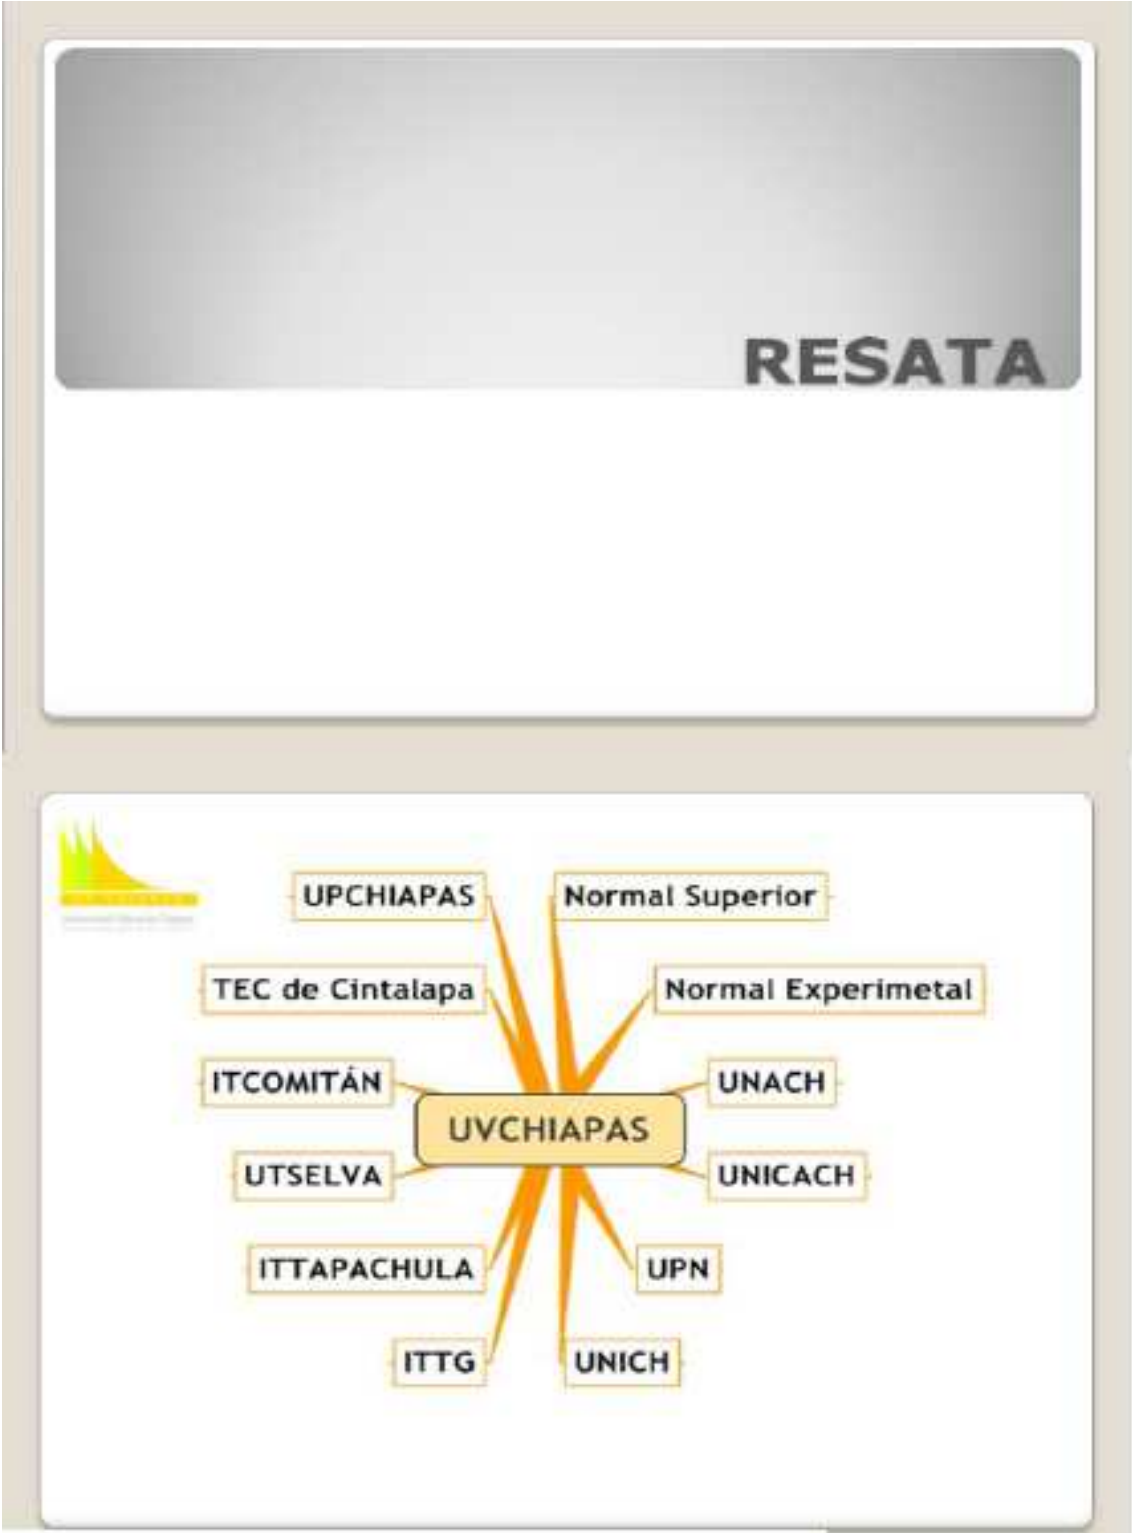 RESATA
UPCHIAPAS
Normal Superior
TEC de Cintalapa
Normal Experimetal
ITCOMITÁN
UNACH
UVCHIAPAS
UTSELVA
UNICACH
ITTAPACHULA
UPN
ITTG
UNICH